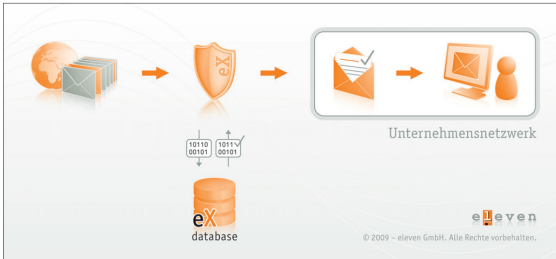 eX
Unternehmensnetzwerk
10110
00101
1011
00101
eX
database
eleven
© 2009 – eleven GmbH. Alle Rechte vorbehalten.